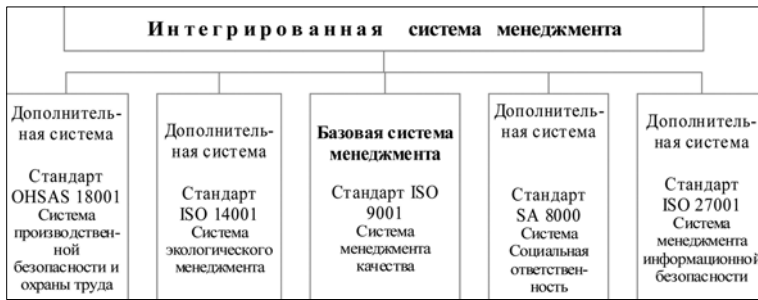 Интегрированная система менеджмента
Дополнитель-
ная система
Стандарт
OHSAS 18001
Система
производствен-
ной
безопасности и
охраны труда
Дополнитель-
ная система
Стандарт
ISO 14001
Система
экологического
менеджмента
Базовая система
менеджмента
Стандарт ISO
9001
Система
менеджмента
качества
Дополнитель-
ная система
Стандарт
SA 8000
Система
Социальная
ответствен-
ность
Дополнитель-
ная система
Стандарт
ISO 27001
Система
менеджмента
информационной
безопасности